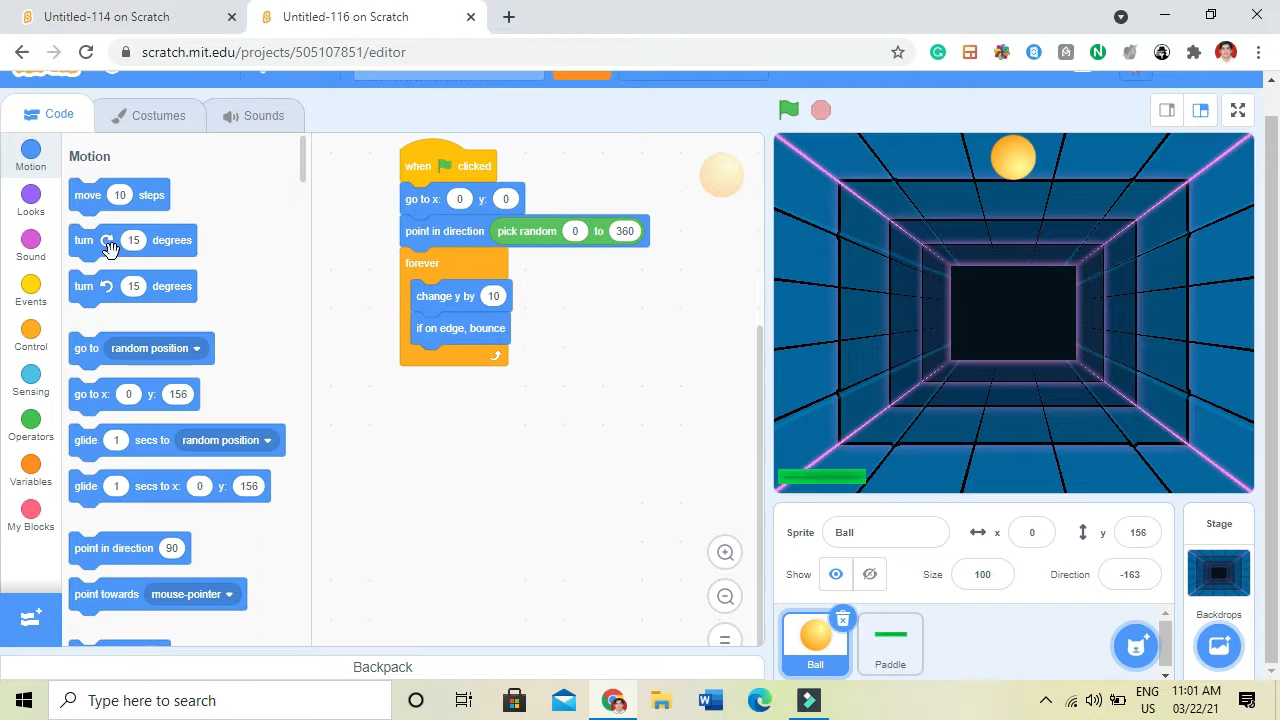 Untitled-114 on Scratch
Untitled-116 on Scratch
scratch.mit.edu/projects/505107851/editor
Code
Costumes
Sounds
Motion
Looks
Sound
Events
Control
Sensing
Operators
Variables
My Blocks
Motion
move 10 steps
turn 15 degrees
turn 15 degrees
go to random position
go to x: 0 y: 156
glide 1 secs to random position
glide 1 secs to x: 0 y: 156
point in direction 90
point towards mouse-pointer
when clicked
go to x: 0 y: 0
point in direction pick random 0 to 360
forever
change y by 10
if on edge, bounce
Backpack
Sprite Ball x 0 y 156
Show Size 100 Direction -163
Ball
Paddle
Stage
Backdrops
Type here to search
ENG
US
11:01 AM
03/22/21